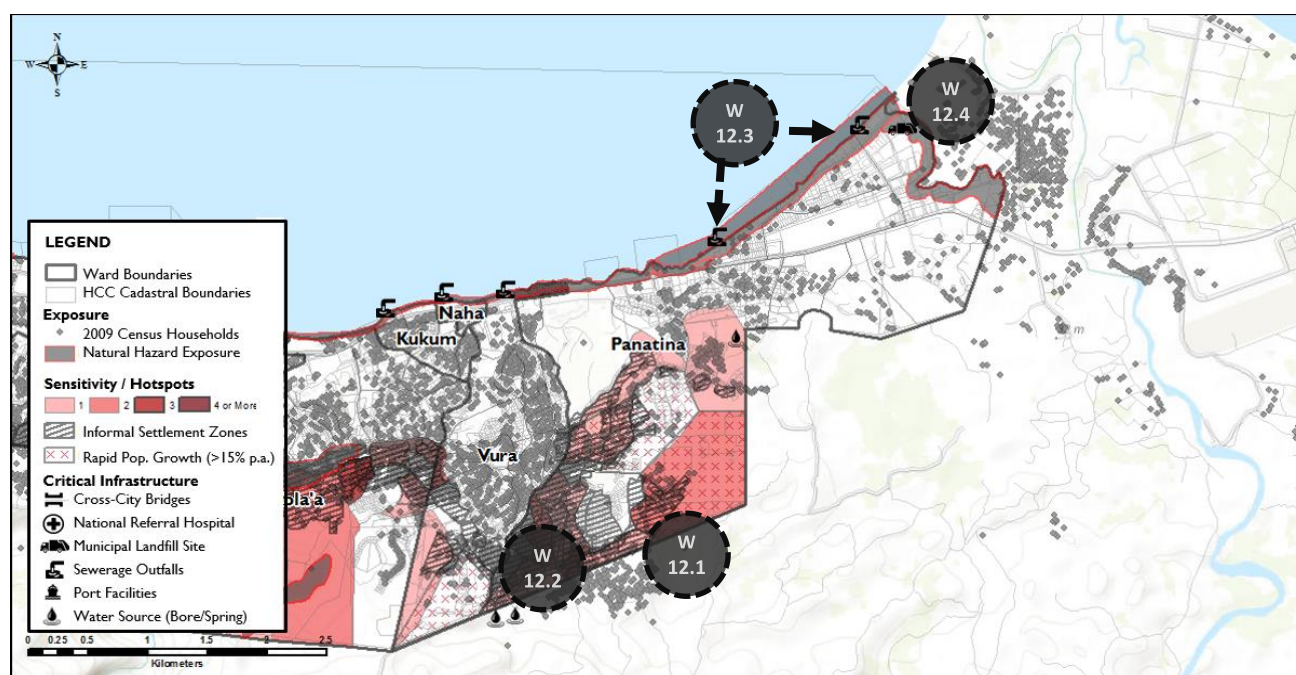 N
W E
S
W
12.3
W
12.4
LEGEND
Ward Boundaries
HCC Cadastral Boundaries
Exposure
2009 Census Households
Natural Hazard Exposure
Sensitivity / Hotspots
1 2 3 4 or More
Informal Settlement Zones
Rapid Pop. Growth (>15% p.a.)
Critical Infrastructure
Cross-City Bridges
National Referral Hospital
Municipal Landfill Site
Sewerage Outfalls
Port Facilities
Water Source (Bore/Spring)
0 0.25 0.5 1 1.5 2 2.5
Kilometers
Naha
Kukum
Panatina
Vura
ola'a
W
12.2
W
12.1